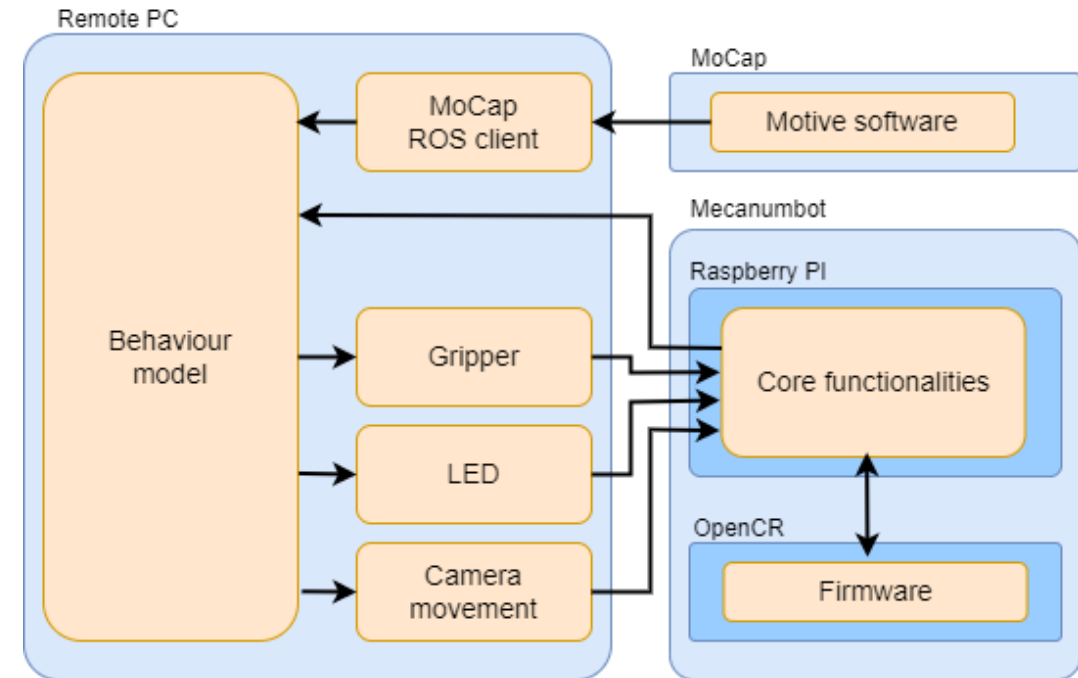 Remote PC
MoCap
ROS client
Behaviour
model
Gripper
LED
Camera
movement
MoCap
Motive software
Mecanumbot
Raspberry PI
Core functionalities
OpenCR
Firmware